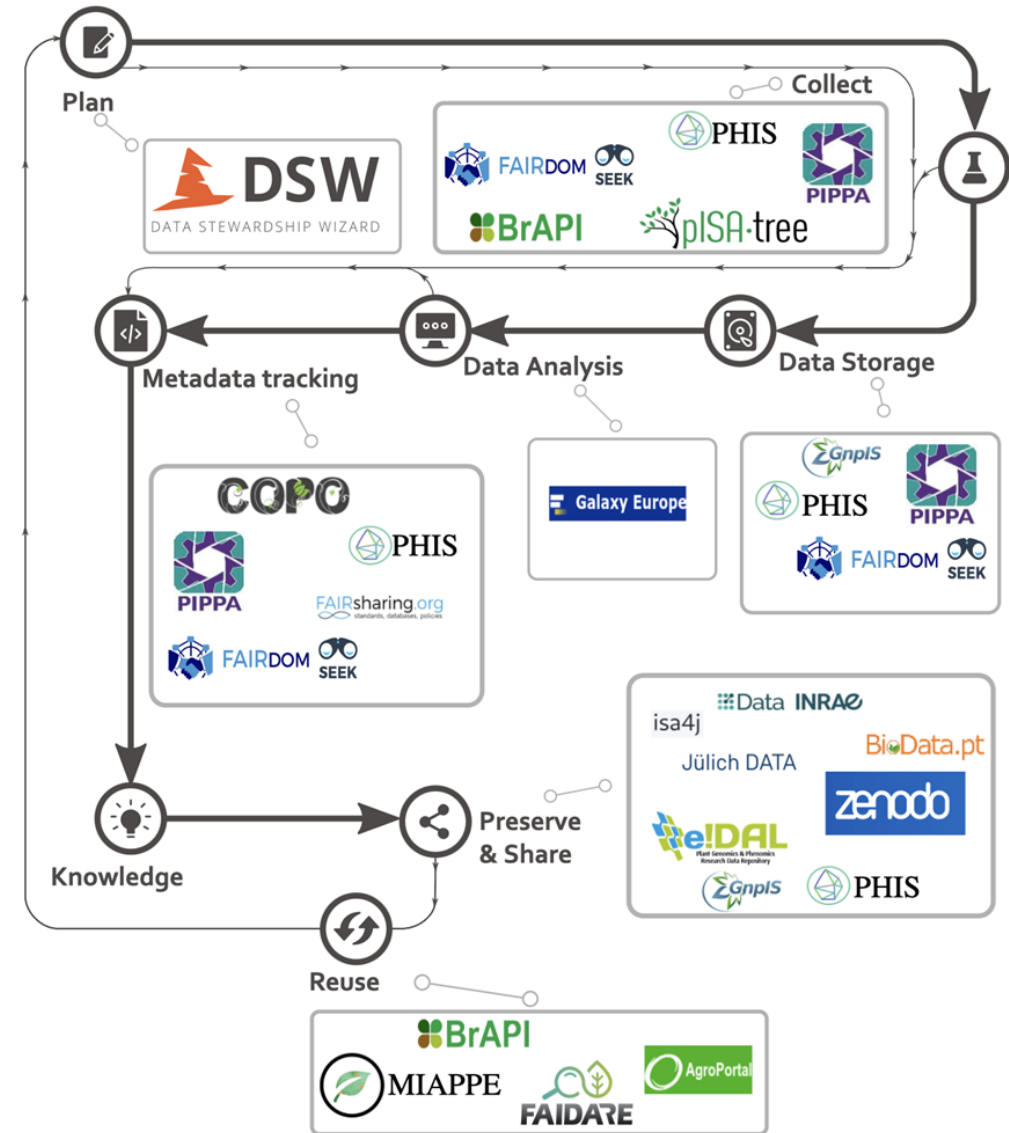 Plan
DSW
DATA STEWARDSHIP WIZARD
Collect
PHIS
FAIRDOM
SEEK
PIPPA
BrAPI
pISA·tree
Metadata tracking
Data Analysis
Data Storage
COPO
PHIS
PIPPA
FAIRsharing.org
standards, databases, policies
FAIRDOM
SEEK
Galaxy Europe
GnpIS
PHIS
PIPPA
FAIRDOM
SEEK
Knowledge
Preserve
& Share
Data INRAE
isa4j
BioData.pt
Jülich DATA
zenodo
e!DAL
Plant Genomics & Phenomics
Research Data Repository
GnpIS
PHIS
Reuse
BrAPI
MIAPPE
FAIDARE
AgroPortal